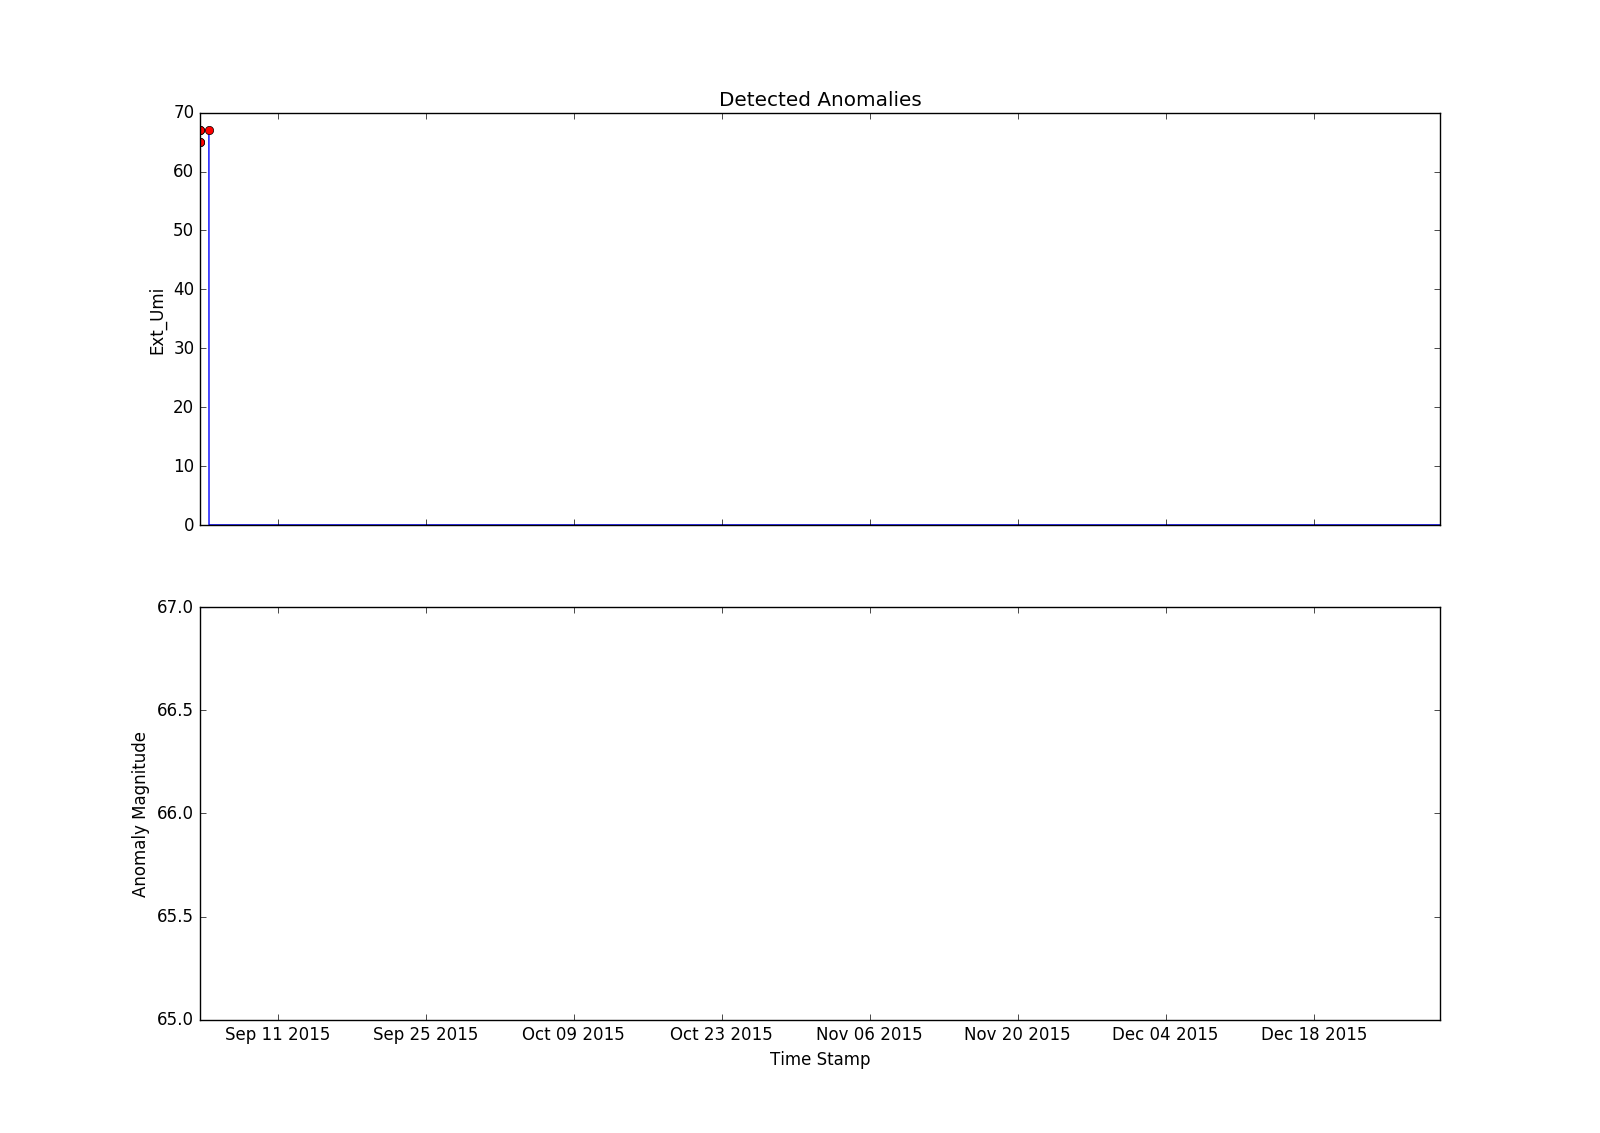 Detected Anomalies
70
60
50
40
30
20
10
0
Ext_Umi
67.0
66.5
66.0
65.5
65.0
Anomaly Magnitude
Sep 11 2015 Sep 25 2015 Oct 09 2015 Oct 23 2015 Nov 06 2015 Nov 20 2015 Dec 04 2015 Dec 18 2015
Time Stamp